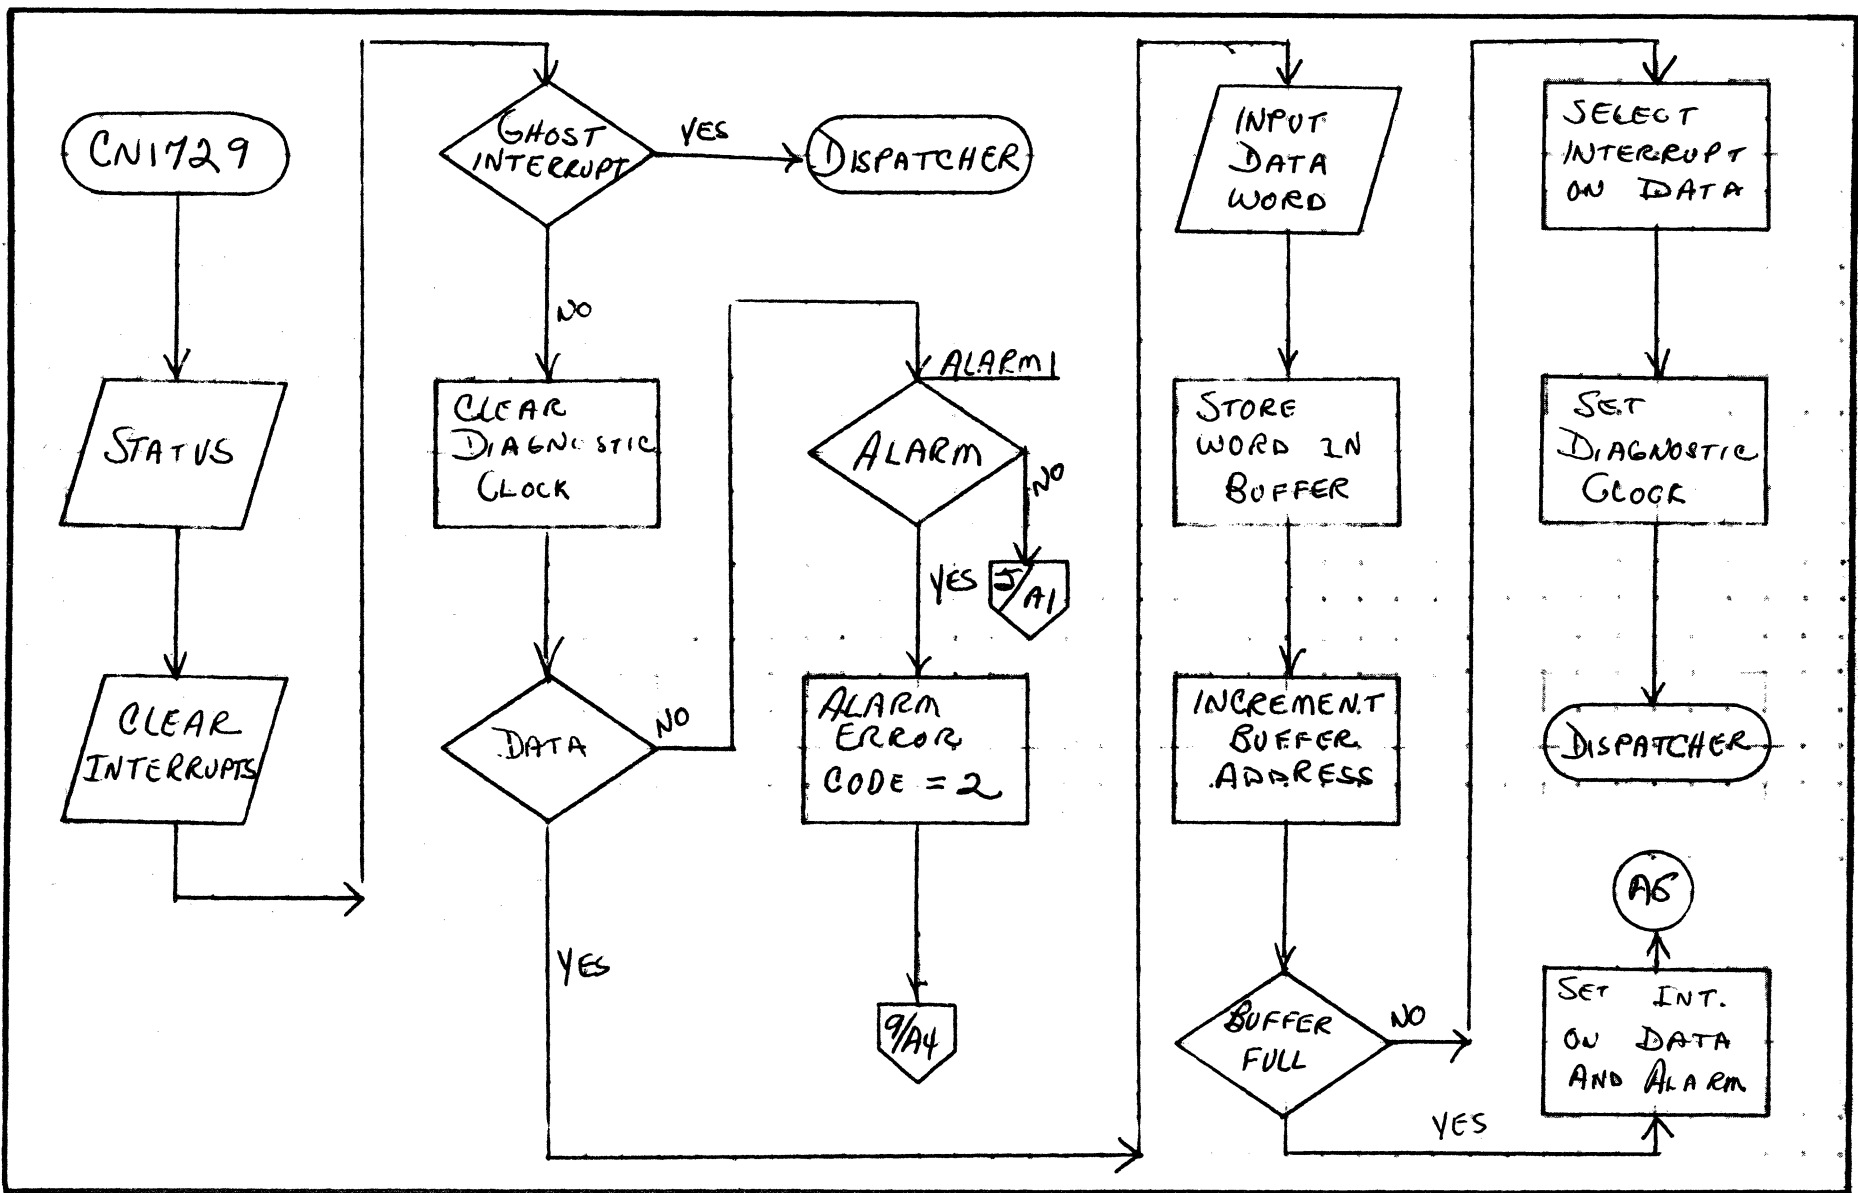 CN1729
STATUS
CLEAR
INTERRUPTS
GHOST
INTERRUPT
YES
DISPATCHER
NO
CLEAR
DIAGNOSTIC
CLOCK
DATA
NO
YES
ALARM1
ALARM
NO
YES
5/A1
ALARM
ERROR
CODE = 2
9/A4
INPUT
DATA
WORD
STORE
WORD IN
BUFFER
INCREMENT
BUFFER
ADDRESS
BUFFER
FULL
NO
YES
SELECT
INTERRUPT
ON DATA
SET
DIAGNOSTIC
CLOCK
DISPATCHER
SET INT.
ON DATA
AND ALARM